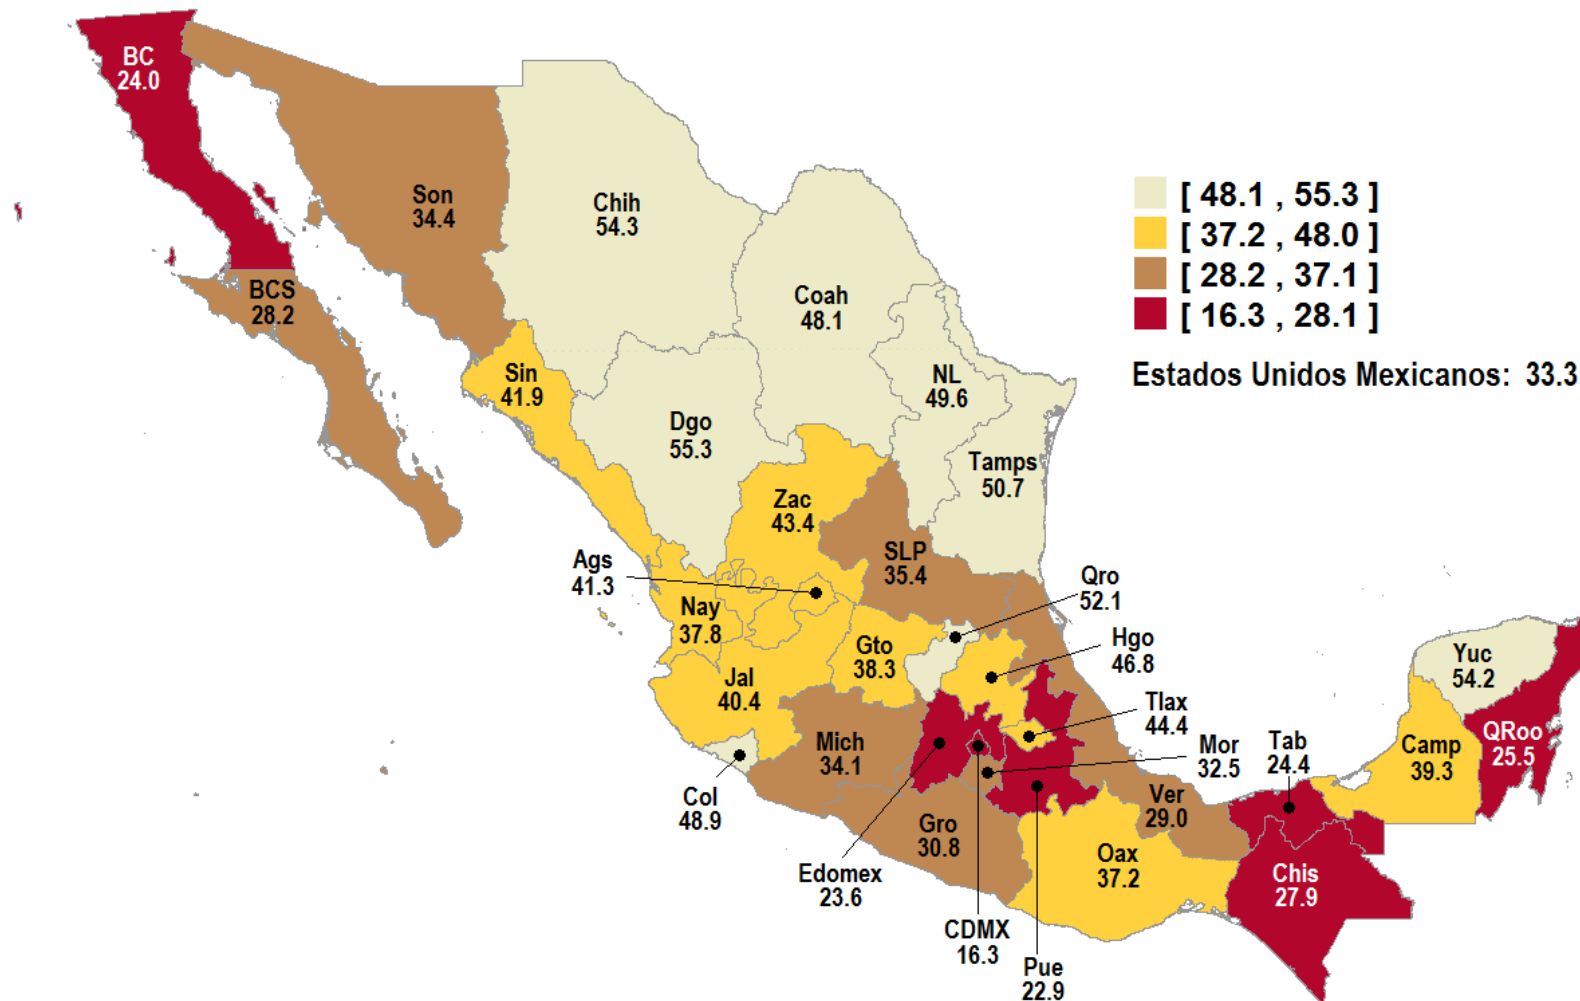 BC
24.0
Son
34.4
Chih
54.3
[ 48.1 , 55.3 ]
[ 37.2 , 48.0 ]
[ 28.2 , 37.1 ]
[ 16.3 , 28.1 ]
Estados Unidos Mexicanos: 33.3
BCS
28.2
Coah
48.1
Sin
41.9
NL
49.6
Dgo
55.3
Tamps
50.7
Zac
43.4
SLP
35.4
Ags
41.3
Qro
52.1
Nay
37.8
Gto
38.3
Hgo
46.8
Yuc
54.2
Jal
40.4
Tlax
44.4
Mich
34.1
Mor
32.5
Tab
24.4
Camp
39.3
QRoo
25.5
Col
48.9
Ver
29.0
Gro
30.8
Oax
37.2
Edomex
23.6
Chis
27.9
CDMX
16.3
Pue
22.9